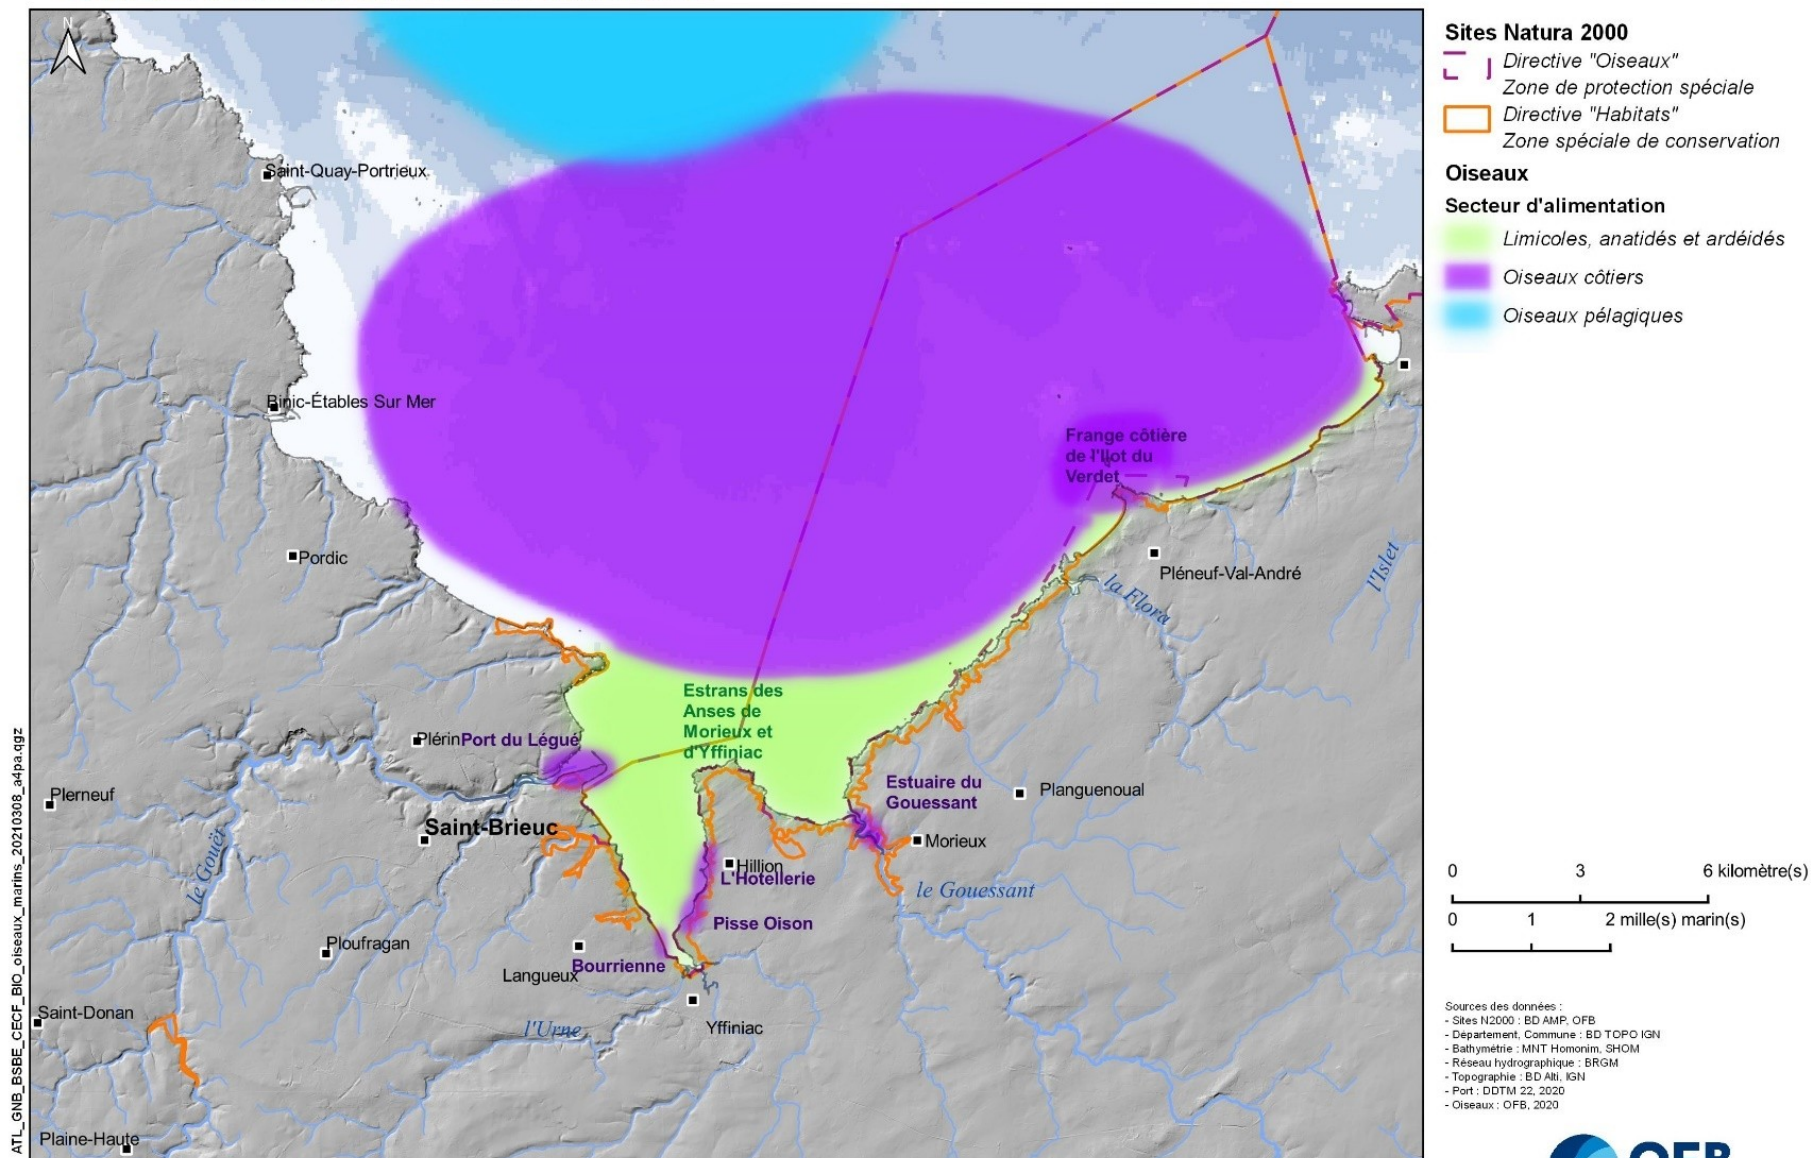 N
Saint-Quay-Portrieux
Binic-Étables Sur Mer
Frange côtière
de l'Ilot du
Verdet
Pordic
Pléneuf-Val-André
l'Islet
la Flora
Estrans des
Anses de
Morieux et
d'Yffiniac
Plérin
Port du Légué
Estuaire du
Gouessant
Planguenoual
Plerneuf
Saint-Brieuc
Morieux
le Gouët
Hillion
L'Hotellerie
le Gouessant
Pisse Oison
Ploufragan
Bourrienne
Langueux
Saint-Donan
l'Urne
Yffiniac
Plaine-Haute
ATL_GNB_BSBE_CECF_BIO_oiseaux_marins_20210308_a4pa.qgz
Sites Natura 2000
Directive "Oiseaux"
Zone de protection spéciale
Directive "Habitats"
Zone spéciale de conservation
Oiseaux
Secteur d'alimentation
Limicoles, anatidés et ardéidés
Oiseaux côtiers
Oiseaux pélagiques
0 3 6 kilomètre(s)
0 1 2 mille(s) marin(s)
Sources des données :
- Sites N2000 : BD AMP, OFB
- Département, Commune : BD TOPO IGN
- Bathymétrie : MNT Homonim, SHOM
- Réseau hydrographique : BRGM
- Topographie : BD Alti, IGN
- Port : DDTM 22, 2020
- Oiseaux : OFB, 2020
OFB